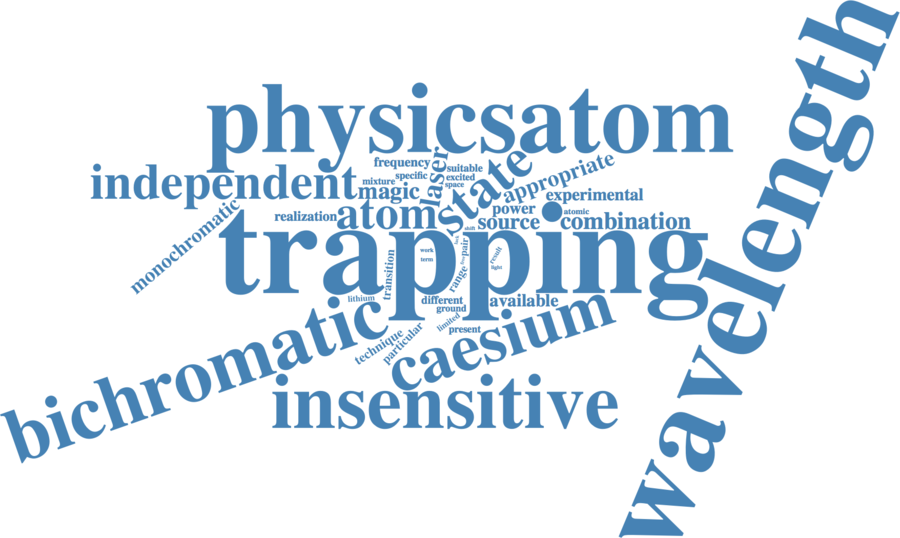 wavelength
physicsatom
frequency
suitable
laser
state
excited
specific
mixture
space
appropriate
independent
magic
experimental
monochromatic
realization
atom
power
atomic
source
combination
shift
trapping
work
pair
term
result
light
range
transition
lithium
different
ground
available
bichromatic
caesium
limited
present
technique
particular
insensitive